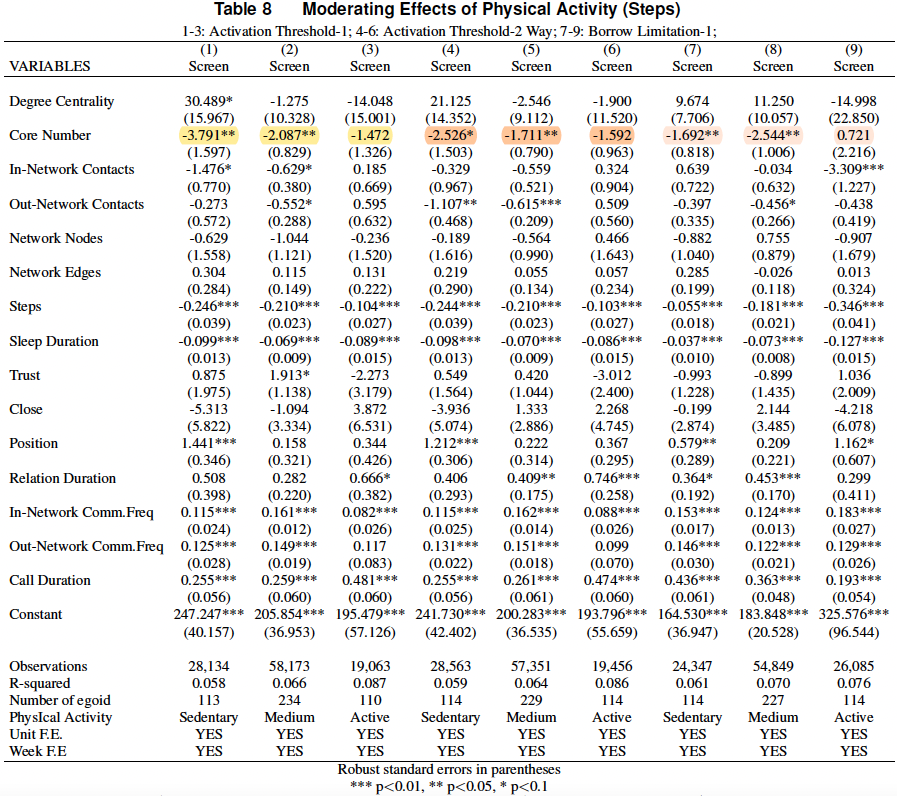 Table 8 Moderating Effects of Physical Activity (Steps)
1-3: Activation Threshold-1; 4-6: Activation Threshold-2 Way; 7-9: Borrow Limitation-1;
(1) (2) (3) (4) (5) (6) (7) (8) (9)
VARIABLES Screen Screen Screen Screen Screen Screen Screen Screen Screen
Degree Centrality 30.489* -1.275 -14.048 21.125 -2.546 -1.900 9.674 11.250 -14.998
(15.967) (10.328) (15.001) (14.352) (9.112) (11.520) (7.706) (10.057) (22.850)
Core Number -3.791** -2.087** -1.472 -2.526* -1.711** -1.592 -1.692** -2.544** 0.721
(1.597) (0.829) (1.326) (1.503) (0.790) (0.963) (0.818) (1.006) (2.216)
In-Network Contacts -1.476* -0.629* 0.185 -0.329 -0.559 0.324 0.639 -0.034 -3.309***
(0.770) (0.380) (0.669) (0.967) (0.521) (0.904) (0.722) (0.632) (1.227)
Out-Network Contacts -0.273 -0.552* 0.595 -1.107** -0.615*** 0.509 -0.397 -0.456* -0.438
(0.572) (0.288) (0.632) (0.468) (0.209) (0.560) (0.335) (0.266) (0.419)
Network Nodes -0.629 -1.044 -0.236 -0.189 -0.564 0.466 -0.882 0.755 -0.907
(1.558) (1.121) (1.520) (1.616) (0.990) (1.643) (1.040) (0.879) (1.679)
Network Edges 0.304 0.115 0.131 0.219 0.055 0.057 0.285 -0.026 0.013
(0.284) (0.149) (0.222) (0.290) (0.134) (0.234) (0.199) (0.118) (0.324)
Steps -0.246*** -0.210*** -0.104*** -0.244*** -0.210*** -0.103*** -0.055*** -0.181*** -0.346***
(0.039) (0.023) (0.027) (0.039) (0.023) (0.027) (0.018) (0.021) (0.041)
Sleep Duration -0.099*** -0.069*** -0.089*** -0.098*** -0.070*** -0.086*** -0.037*** -0.073*** -0.127***
(0.013) (0.009) (0.015) (0.013) (0.009) (0.015) (0.010) (0.008) (0.015)
Trust 0.875 1.913* -2.273 0.549 0.420 -3.012 -0.993 -0.899 1.036
(1.975) (1.138) (3.179) (1.564) (1.044) (2.400) (1.228) (1.435) (2.009)
Close -5.313 -1.094 3.872 -3.936 1.333 2.268 -0.199 2.144 -4.218
(5.822) (3.334) (6.531) (5.074) (2.886) (4.745) (2.874) (3.485) (6.078)
Position 1.441*** 0.158 0.344 1.212*** 0.222 0.367 0.579** 0.209 1.162*
(0.346) (0.321) (0.426) (0.306) (0.314) (0.295) (0.289) (0.221) (0.607)
Relation Duration 0.508 0.282 0.666* 0.406 0.409** 0.746*** 0.364* 0.453*** 0.299
(0.398) (0.220) (0.382) (0.293) (0.175) (0.258) (0.192) (0.170) (0.411)
In-Network Comm.Freq 0.115*** 0.161*** 0.082*** 0.115*** 0.162*** 0.088*** 0.153*** 0.124*** 0.183***
(0.024) (0.012) (0.026) (0.025) (0.014) (0.026) (0.017) (0.013) (0.027)
Out-Network Comm.Freq 0.125*** 0.149*** 0.117 0.131*** 0.151*** 0.099 0.146*** 0.122*** 0.129***
(0.028) (0.019) (0.083) (0.022) (0.018) (0.070) (0.030) (0.021) (0.026)
Call Duration 0.255*** 0.259*** 0.481*** 0.255*** 0.261*** 0.474*** 0.436*** 0.363*** 0.193***
(0.056) (0.060) (0.060) (0.056) (0.061) (0.060) (0.061) (0.048) (0.054)
Constant 247.247*** 205.854*** 195.479*** 241.730*** 200.283*** 193.796*** 164.530*** 183.848*** 325.576***
(40.157) (36.953) (57.126) (42.402) (36.535) (55.659) (36.947) (20.528) (96.544)
Observations 28,134 58,173 19,063 28,563 57,351 19,456 24,347 54,849 26,085
R-squared 0.058 0.066 0.087 0.059 0.064 0.086 0.061 0.070 0.076
Number of egoid 113 234 110 114 229 114 114 227 114
PhysIcal Activity Sedentary Medium Active Sedentary Medium Active Sedentary Medium Active
Unit F.E. YES YES YES YES YES YES YES YES YES
Week F.E YES YES YES YES YES YES YES YES YES
Robust standard errors in parentheses
*** p<0.01, ** p<0.05, * p<0.1